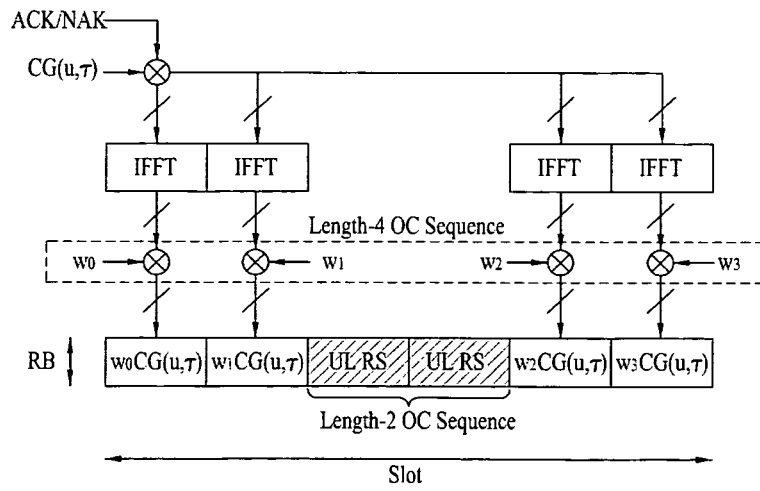 ACK/NAK
CG(u,τ)
IFFT IFFT IFFT IFFT
Length-4 OC Sequence
W0 W1 W2 W3
RB W0CG(u,τ) W1CG(u,τ) UL RS UL RS W2CG(u,τ) W3CG(u,τ)
Length-2 OC Sequence
Slot